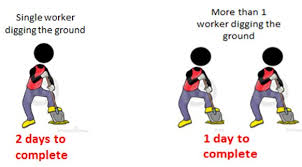 Single worker
digging the ground
2 days to
complete
More than 1
worker digging the
ground
1 day to
complete